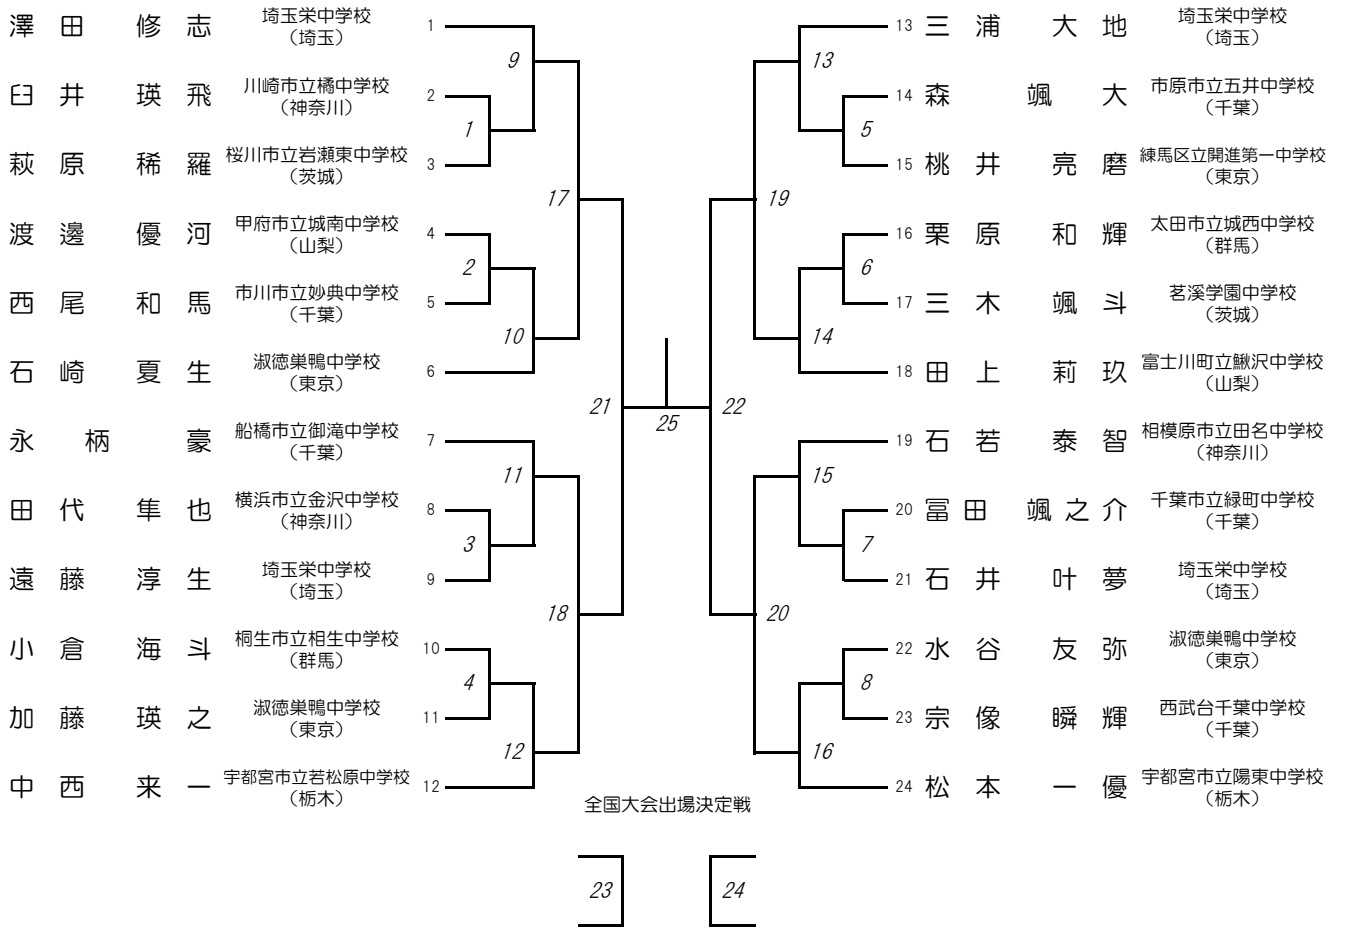 澤田 修志 埼玉栄中学校 (埼玉) 1
臼井 瑛飛 川崎市立橘中学校 (神奈川) 2
萩原 稀羅 桜川市立岩瀬東中学校 (茨城) 3
渡邊 優河 甲府市立城南中学校 (山梨) 4
西尾 和馬 市川市立妙典中学校 (千葉) 5
石崎 夏生 淑徳巣鴨中学校 (東京) 6
永柄 豪 船橋市立御滝中学校 (千葉) 7
田代 隼也 横浜市立金沢中学校 (神奈川) 8
遠藤 淳生 埼玉栄中学校 (埼玉) 9
小倉 海斗 桐生市立相生中学校 (群馬) 10
加藤 瑛之 淑徳巣鴨中学校 (東京) 11
中西 来一 宇都宮市立若松原中学校 (栃木) 12
9
1
17
2
10
21
11
3
18
4
12
25
13
5
19
6
14
22
15
7
20
8
16
13 三浦 大地 埼玉栄中学校 (埼玉)
14 森 颯大 市原市立五井中学校 (千葉)
15 桃井 亮磨 練馬区立開進第一中学校 (東京)
16 栗原 和輝 太田市立城西中学校 (群馬)
17 三木 颯斗 茗溪学園中学校 (茨城)
18 田上 莉玖 富士川町立鰍沢中学校 (山梨)
19 石若 泰智 相模原市立田名中学校 (神奈川)
20 冨田 颯之介 千葉市立緑町中学校 (千葉)
21 石井 叶夢 埼玉栄中学校 (埼玉)
22 水谷 友弥 淑徳巣鴨中学校 (東京)
23 宗像 瞬輝 西武台千葉中学校 (千葉)
24 松本 一優 宇都宮市立陽東中学校 (栃木)
全国大会出場決定戦
23
24